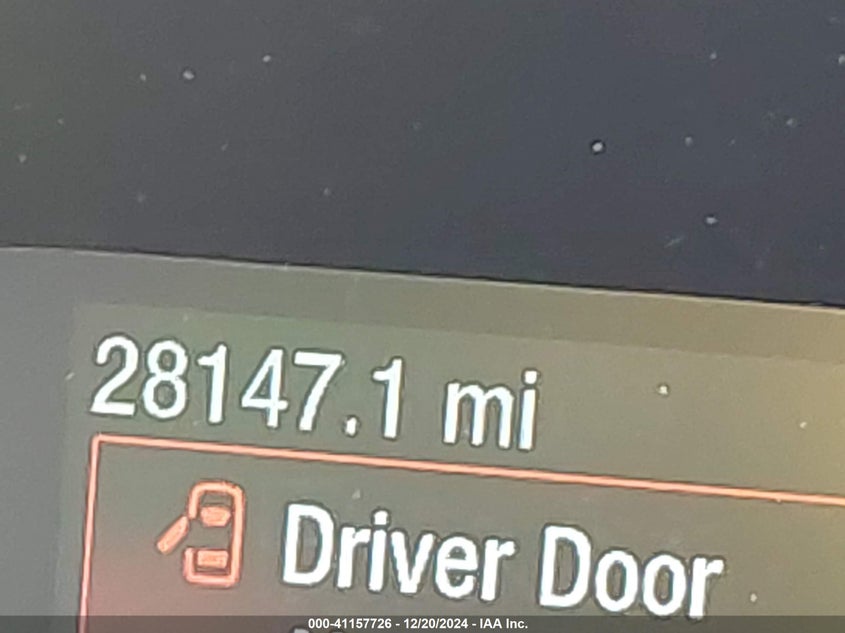 28147.1 mi
Driver Door
000-41157726 - 12/20/2024 - IAA Inc.